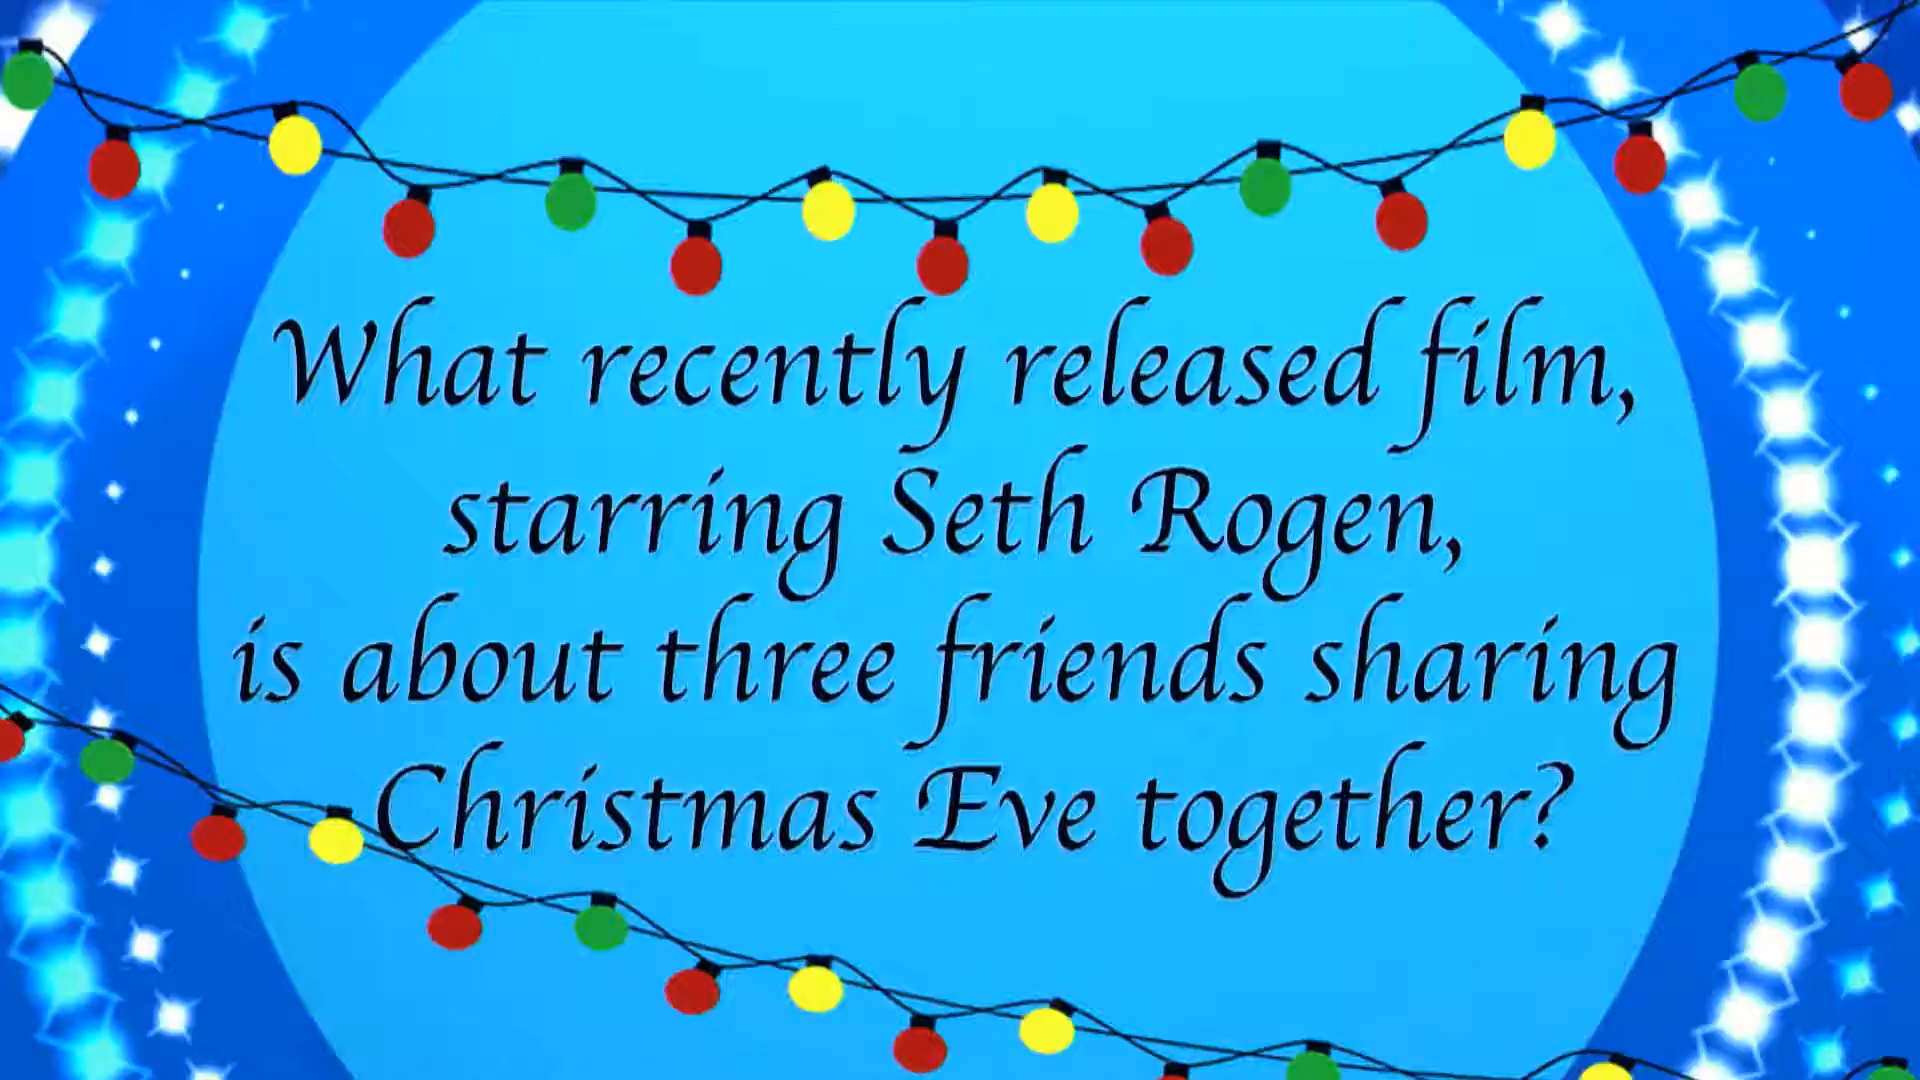 What recently released film,
starring Seth Rogen,
is about three friends sharing
Christmas Eve together?